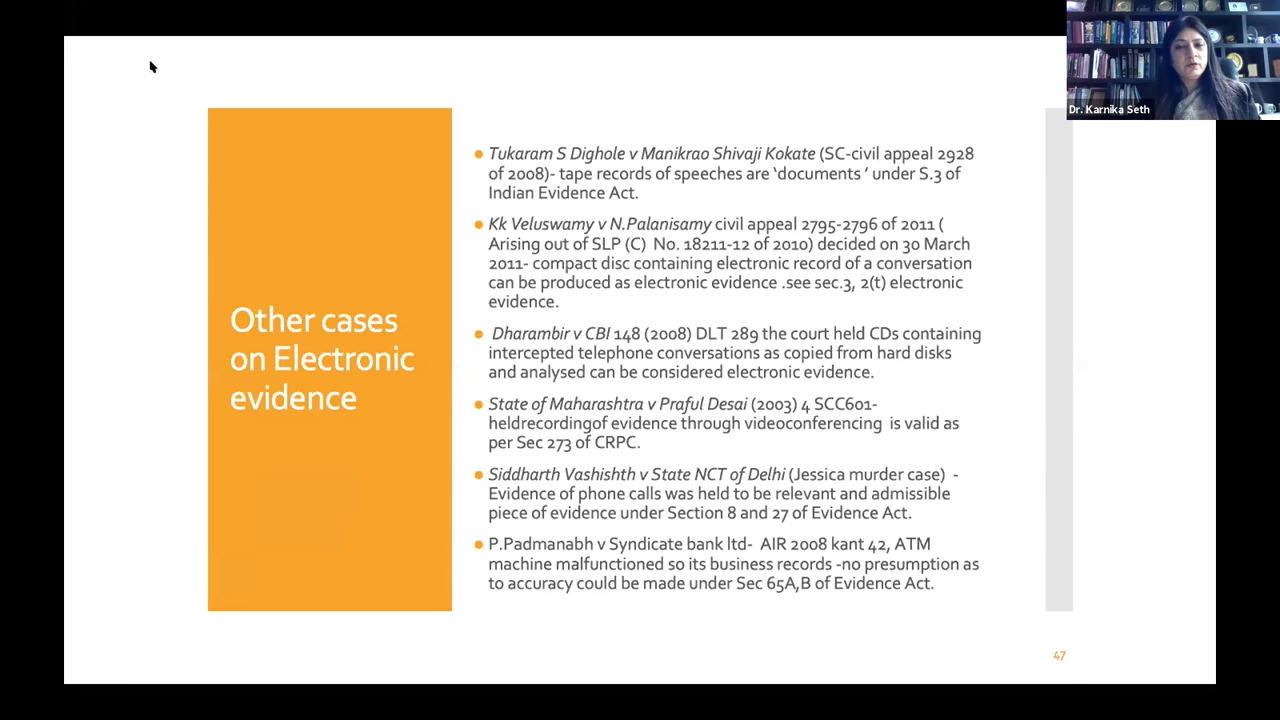 Dr. Karnika Seth
Other cases
on Electronic
evidence
Tukaram S Dighole v Manikrao Shivaji Kokate (SC-civil appeal 2928
of 2008)- tape records of speeches are ‘documents ’ under S.3 of
Indian Evidence Act.
Kk Veluswamy v N.Palanisamy civil appeal 2795-2796 of 2011 (
Arising out of SLP (C) No. 18211-12 of 2010) decided on 30 March
2011- compact disc containing electronic record of a conversation
can be produced as electronic evidence .see sec.3, 2(t) electronic
evidence.
Dharambir v CBI 148 (2008) DLT 289 the court held CDs containing
intercepted telephone conversations as copied from hard disks
and analysed can be considered electronic evidence.
State of Maharashtra v Praful Desai (2003) 4 SCC601-
heldrecordingof evidence through videoconferencing is valid as
per Sec 273 of CRPC.
Siddharth Vashishth v State NCT of Delhi (Jessica murder case) -
Evidence of phone calls was held to be relevant and admissible
piece of evidence under Section 8 and 27 of Evidence Act.
P.Padmanabh v Syndicate bank ltd- AIR 2008 kant 42, ATM
machine malfunctioned so its business records -no presumption as
to accuracy could be made under Sec 65A,B of Evidence Act.
47